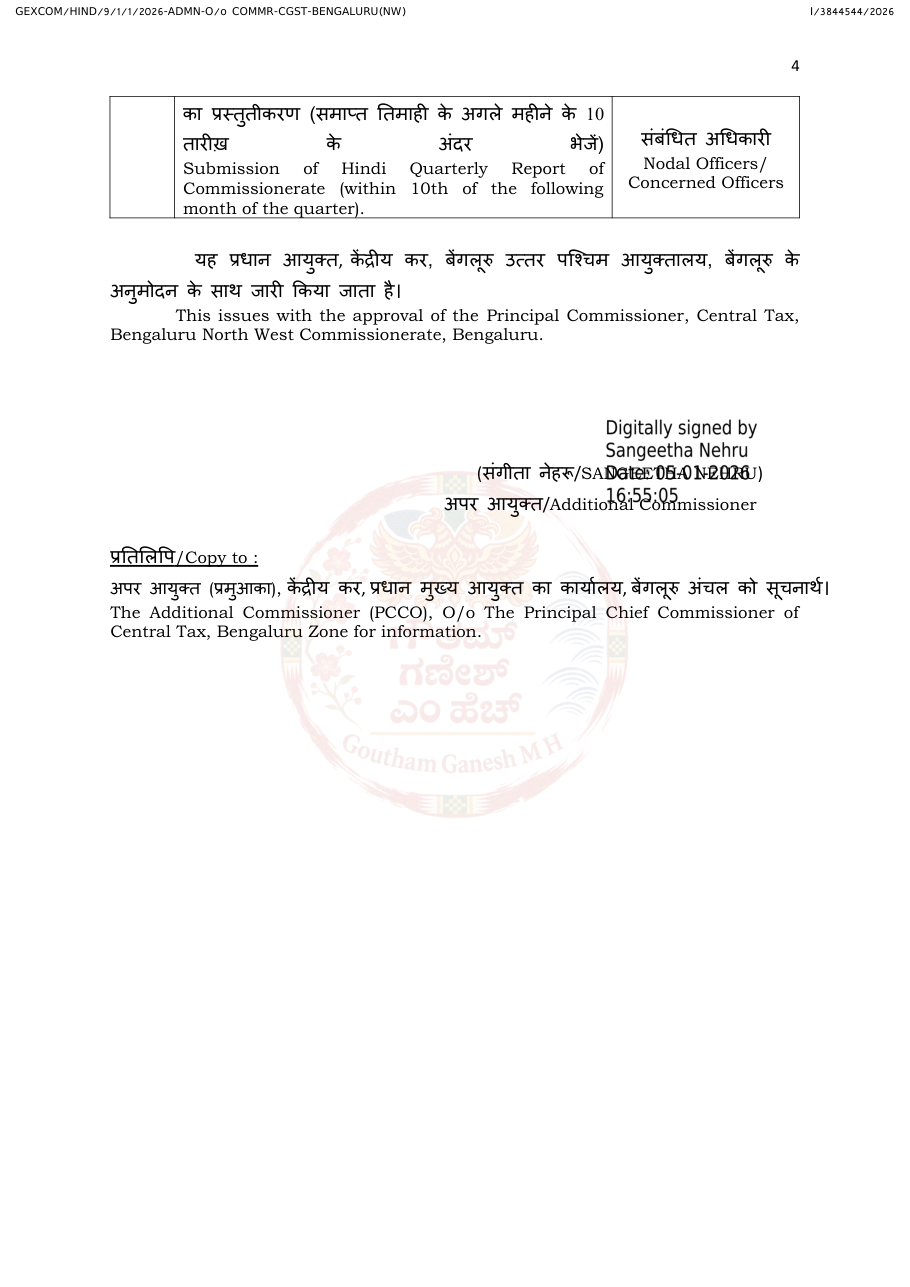 GEXCOM/HIND/9/1/1/2026-ADMN-O/o COMMR-CGST-BENGALURU(NW)
I/3844544/2026
4
का प्रस्तुतीकरण (समाप्त तिमाही के अगले महीने के 10
तारीख़ के अंदर भेजें)
Submission of Hindi Quarterly Report of
Commissionerate (within 10th of the following
month of the quarter).
संबंधित अधिकारी
Nodal Officers/
Concerned Officers
यह प्रधान आयुक्त, केंद्रीय कर, बेंगलूरु उत्तर पश्चिम आयुक्तालय, बेंगलूरु के
अनुमोदन के साथ जारी किया जाता है।
This issues with the approval of the Principal Commissioner, Central Tax,
Bengaluru North West Commissionerate, Bengaluru.
Digitally signed by
Sangeetha Nehru
Date: 05-01-2026
16:55:05
(संगीता नेहरू/SANGEETHA NEHRU)
अपर आयुक्त/Additional Commissioner
प्रतिलिपि/Copy to :
अपर आयुक्त (प्रमुआका), केंद्रीय कर, प्रधान मुख्य आयुक्त का कार्यालय, बेंगलूरु अंचल को सूचनार्थ।
The Additional Commissioner (PCCO), O/o The Principal Chief Commissioner of
Central Tax, Bengaluru Zone for information.
ಗೌತಮ್
ಗಣೇಶ್
ಎಂ ಹೆಚ್
Goutham Ganesh M H